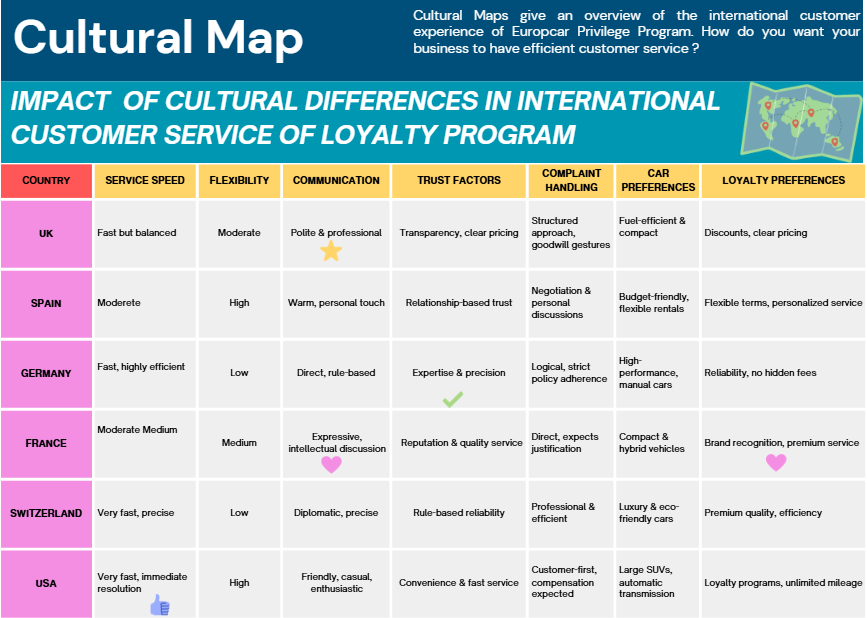 Cultural Map
Cultural Maps give an overview of the international customer
experience of Europcar Privilege Program. How do you want your
business to have efficient customer service ?
IMPACT OF CULTURAL DIFFERENCES IN INTERNATIONAL
CUSTOMER SERVICE OF LOYALTY PROGRAM
COUNTRY
SERVICE SPEED
FLEXIBILITY
COMMUNICATION
TRUST FACTORS
COMPLAINT
HANDLING
CAR
PREFERENCES
LOYALTY PREFERENCES
UK
Fast but balanced
Moderate
Polite & professional
Transparency, clear pricing
Structured
approach,
goodwill gestures
Fuel-efficient &
compact
Discounts, clear pricing
SPAIN
Moderete
High
Warm, personal touch
Relationship-based trust
Negotiation &
personal
discussions
Budget-friendly,
flexible rentals
Flexible terms, personalized service
GERMANY
Fast, highly efficient
Low
Direct, rule-based
Expertise & precision
Logical, strict
policy adherence
High-
performance,
manual cars
Reliability, no hidden fees
FRANCE
Moderate Medium
Medium
Expressive,
intellectual discussion
Reputation & quality service
Direct, expects
justification
Compact &
hybrid vehicles
Brand recognition, premium service
SWITZERLAND
Very fast, precise
Low
Diplomatic, precise
Rule-based reliability
Professional &
efficient
Luxury & eco-
friendly cars
Premium quality, efficiency
USA
Very fast, immediate
resolution
High
Friendly, casual,
enthusiastic
Convenience & fast service
Customer-first,
compensation
expected
Large SUVs,
automatic
transmission
Loyalty programs, unlimited mileage